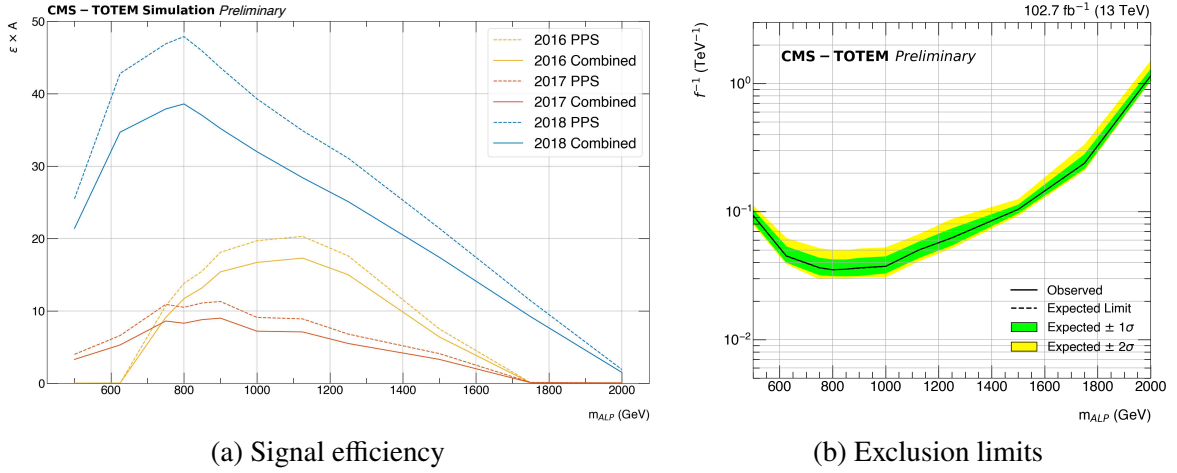 CMS − TOTEM Simulation Preliminary
ε × A
50
40
30
20
10
0
600
800
1000
1200
1400
1600
1800
2000
m_ALP (GeV)
2016 PPS
2016 Combined
2017 PPS
2017 Combined
2018 PPS
2018 Combined
(a) Signal efficiency
102.7 fb⁻¹ (13 TeV)
CMS − TOTEM Preliminary
f⁻¹ (TeV⁻¹)
10⁰
10⁻¹
10⁻²
Observed
Expected Limit
Expected ± 1σ
Expected ± 2σ
600
800
1000
1200
1400
1600
1800
2000
m_ALP (GeV)
(b) Exclusion limits